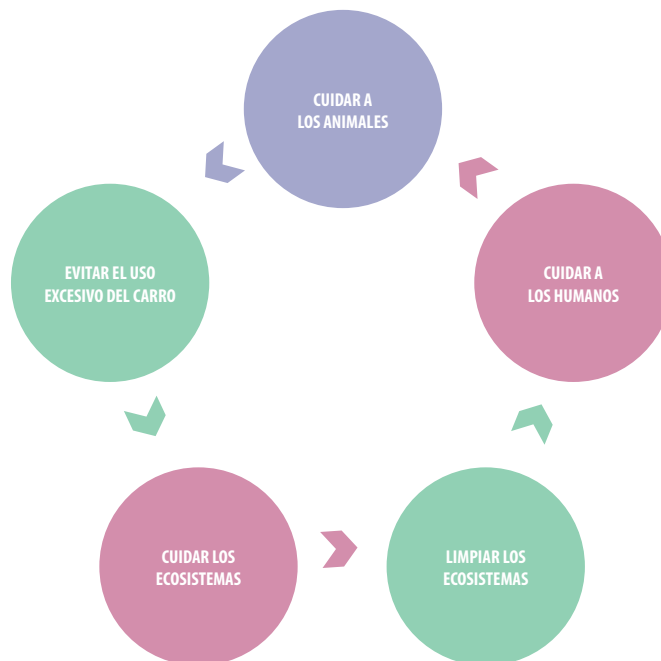 CUIDAR A
LOS ANIMALES
EVITAR EL USO
EXCESIVO DEL CARRO
CUIDAR A
LOS HUMANOS
CUIDAR LOS
ECOSISTEMAS
LIMPIAR LOS
ECOSISTEMAS